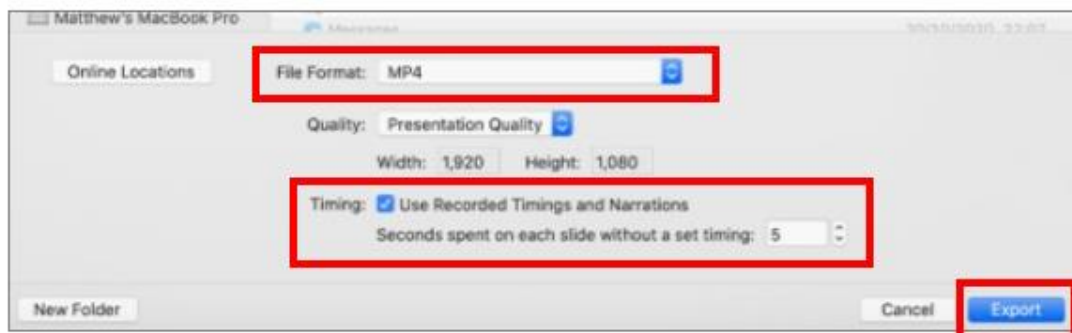 Matthew's MacBook Pro
Messages
Online Locations
File Format: MP4
Quality: Presentation Quality
Width: 1,920 Height: 1,080
Timing: Use Recorded Timings and Narrations
Seconds spent on each slide without a set timing: 5
New Folder
Cancel
Export